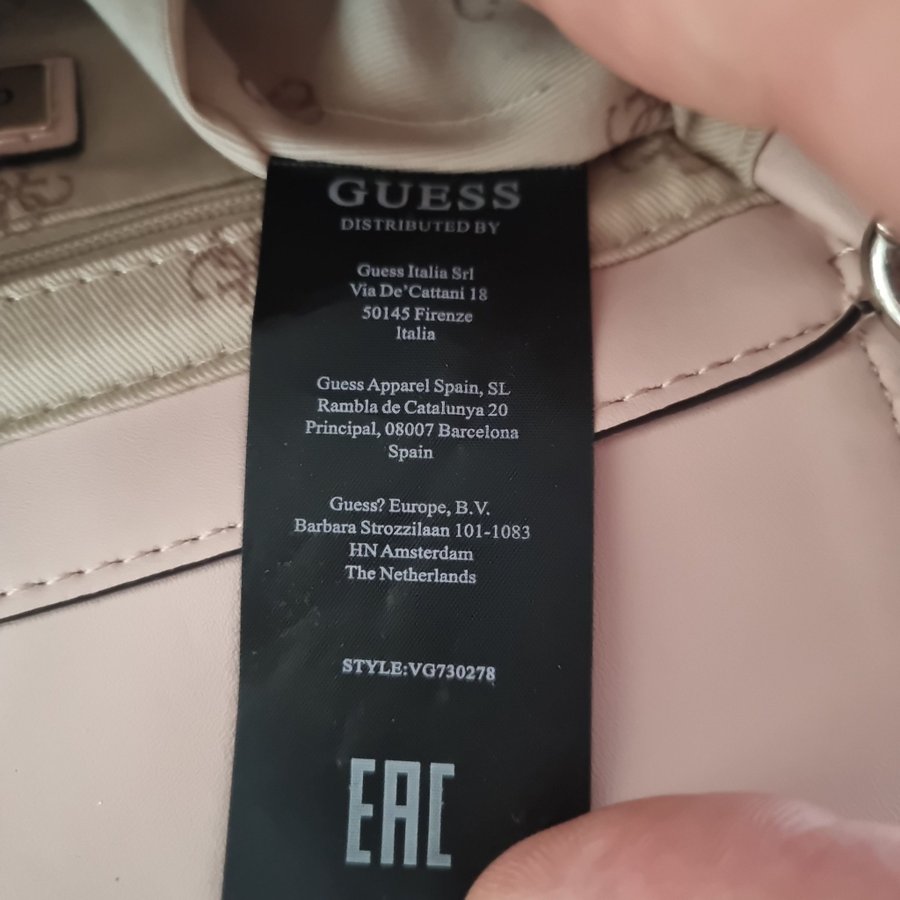 GUESS
DISTRIBUTED BY
Guess Italia Srl
Via De'Cattani 18
50145 Firenze
Italia
Guess Apparel Spain, SL
Rambla de Catalunya 20
Principal, 08007 Barcelona
Spain
Guess? Europe, B.V.
Barbara Strozzilaan 101-1083
HN Amsterdam
The Netherlands
STYLE:VG730278
EAC